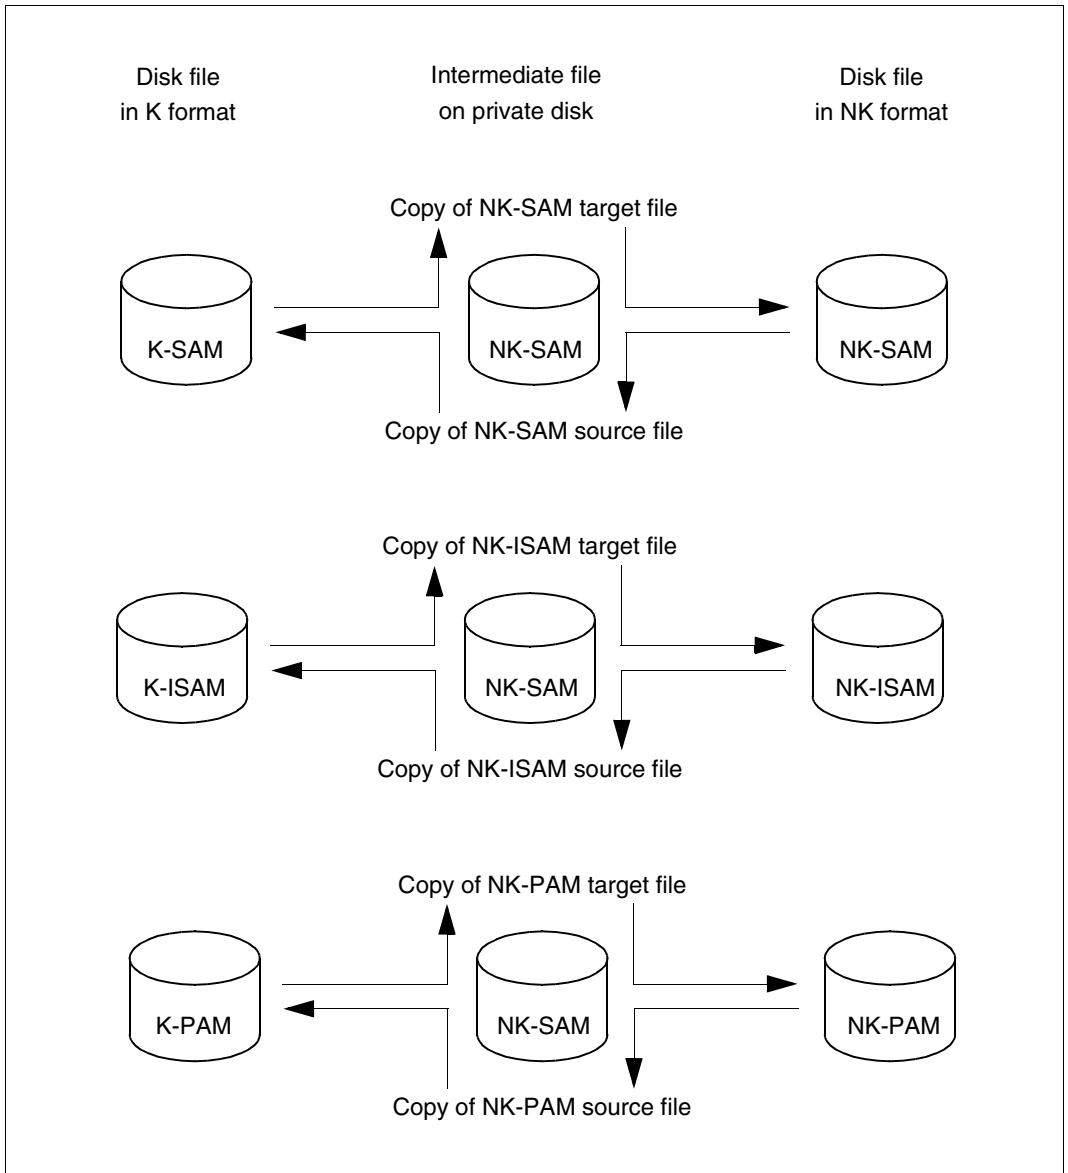 Disk file
in K format
Intermediate file
on private disk
Disk file
in NK format
Copy of NK-SAM target file
K-SAM
NK-SAM
NK-SAM
Copy of NK-SAM source file
Copy of NK-ISAM target file
K-ISAM
NK-SAM
NK-ISAM
Copy of NK-ISAM source file
Copy of NK-PAM target file
K-PAM
NK-SAM
NK-PAM
Copy of NK-PAM source file